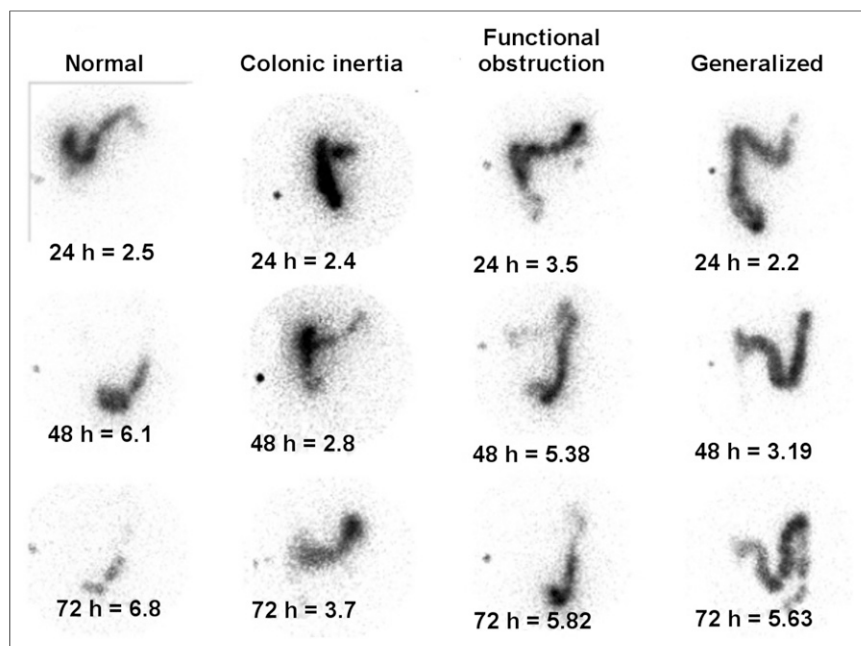 Normal
Colonic inertia
Functional
obstruction
Generalized
24 h = 2.5
24 h = 2.4
24 h = 3.5
24 h = 2.2
48 h = 6.1
48 h = 2.8
48 h = 5.38
48 h = 3.19
72 h = 6.8
72 h = 3.7
72 h = 5.82
72 h = 5.63